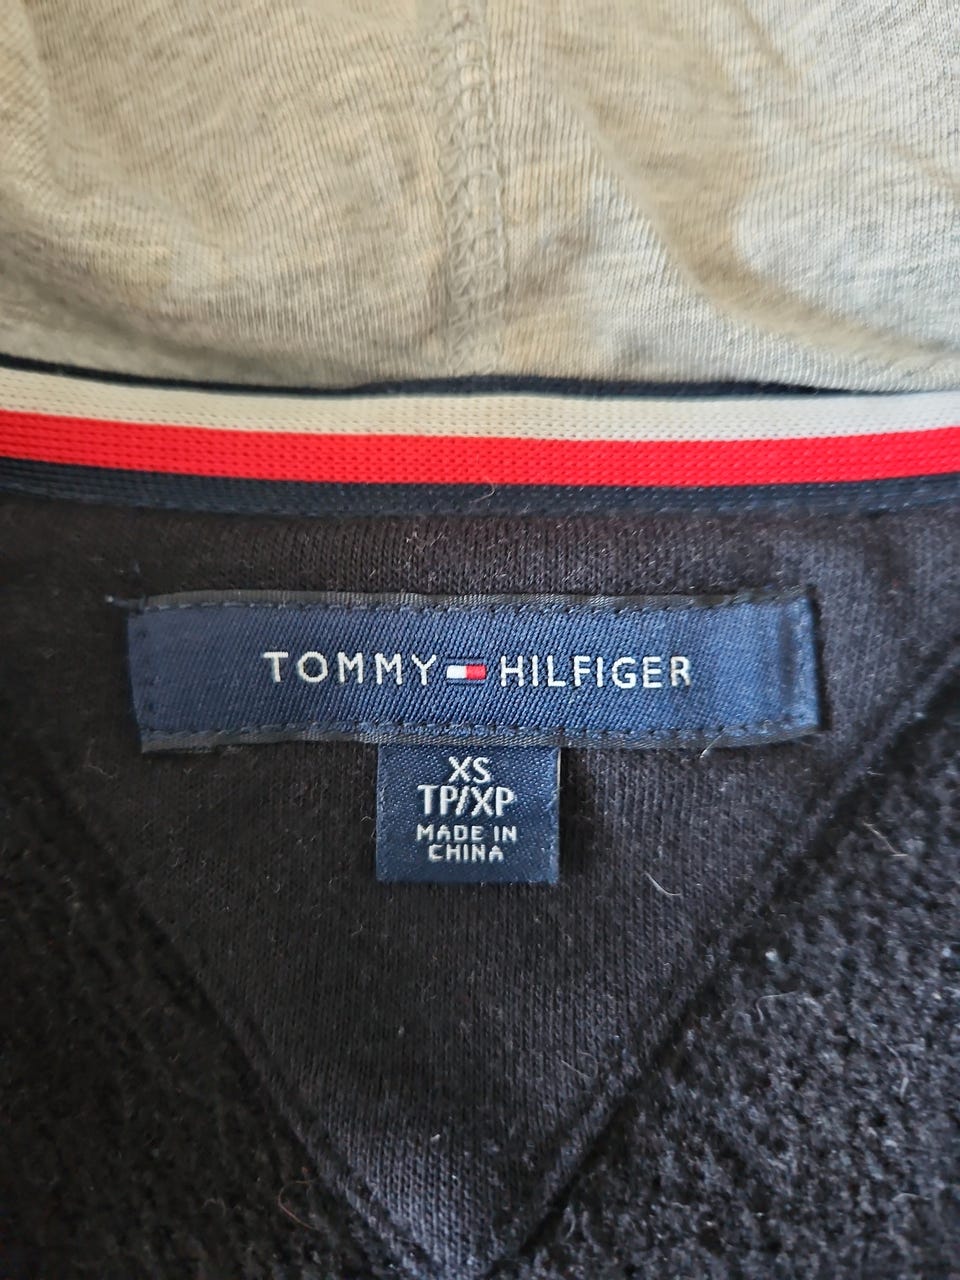 TOMMY HILFIGER
XS
TP/XP
MADE IN
CHINA